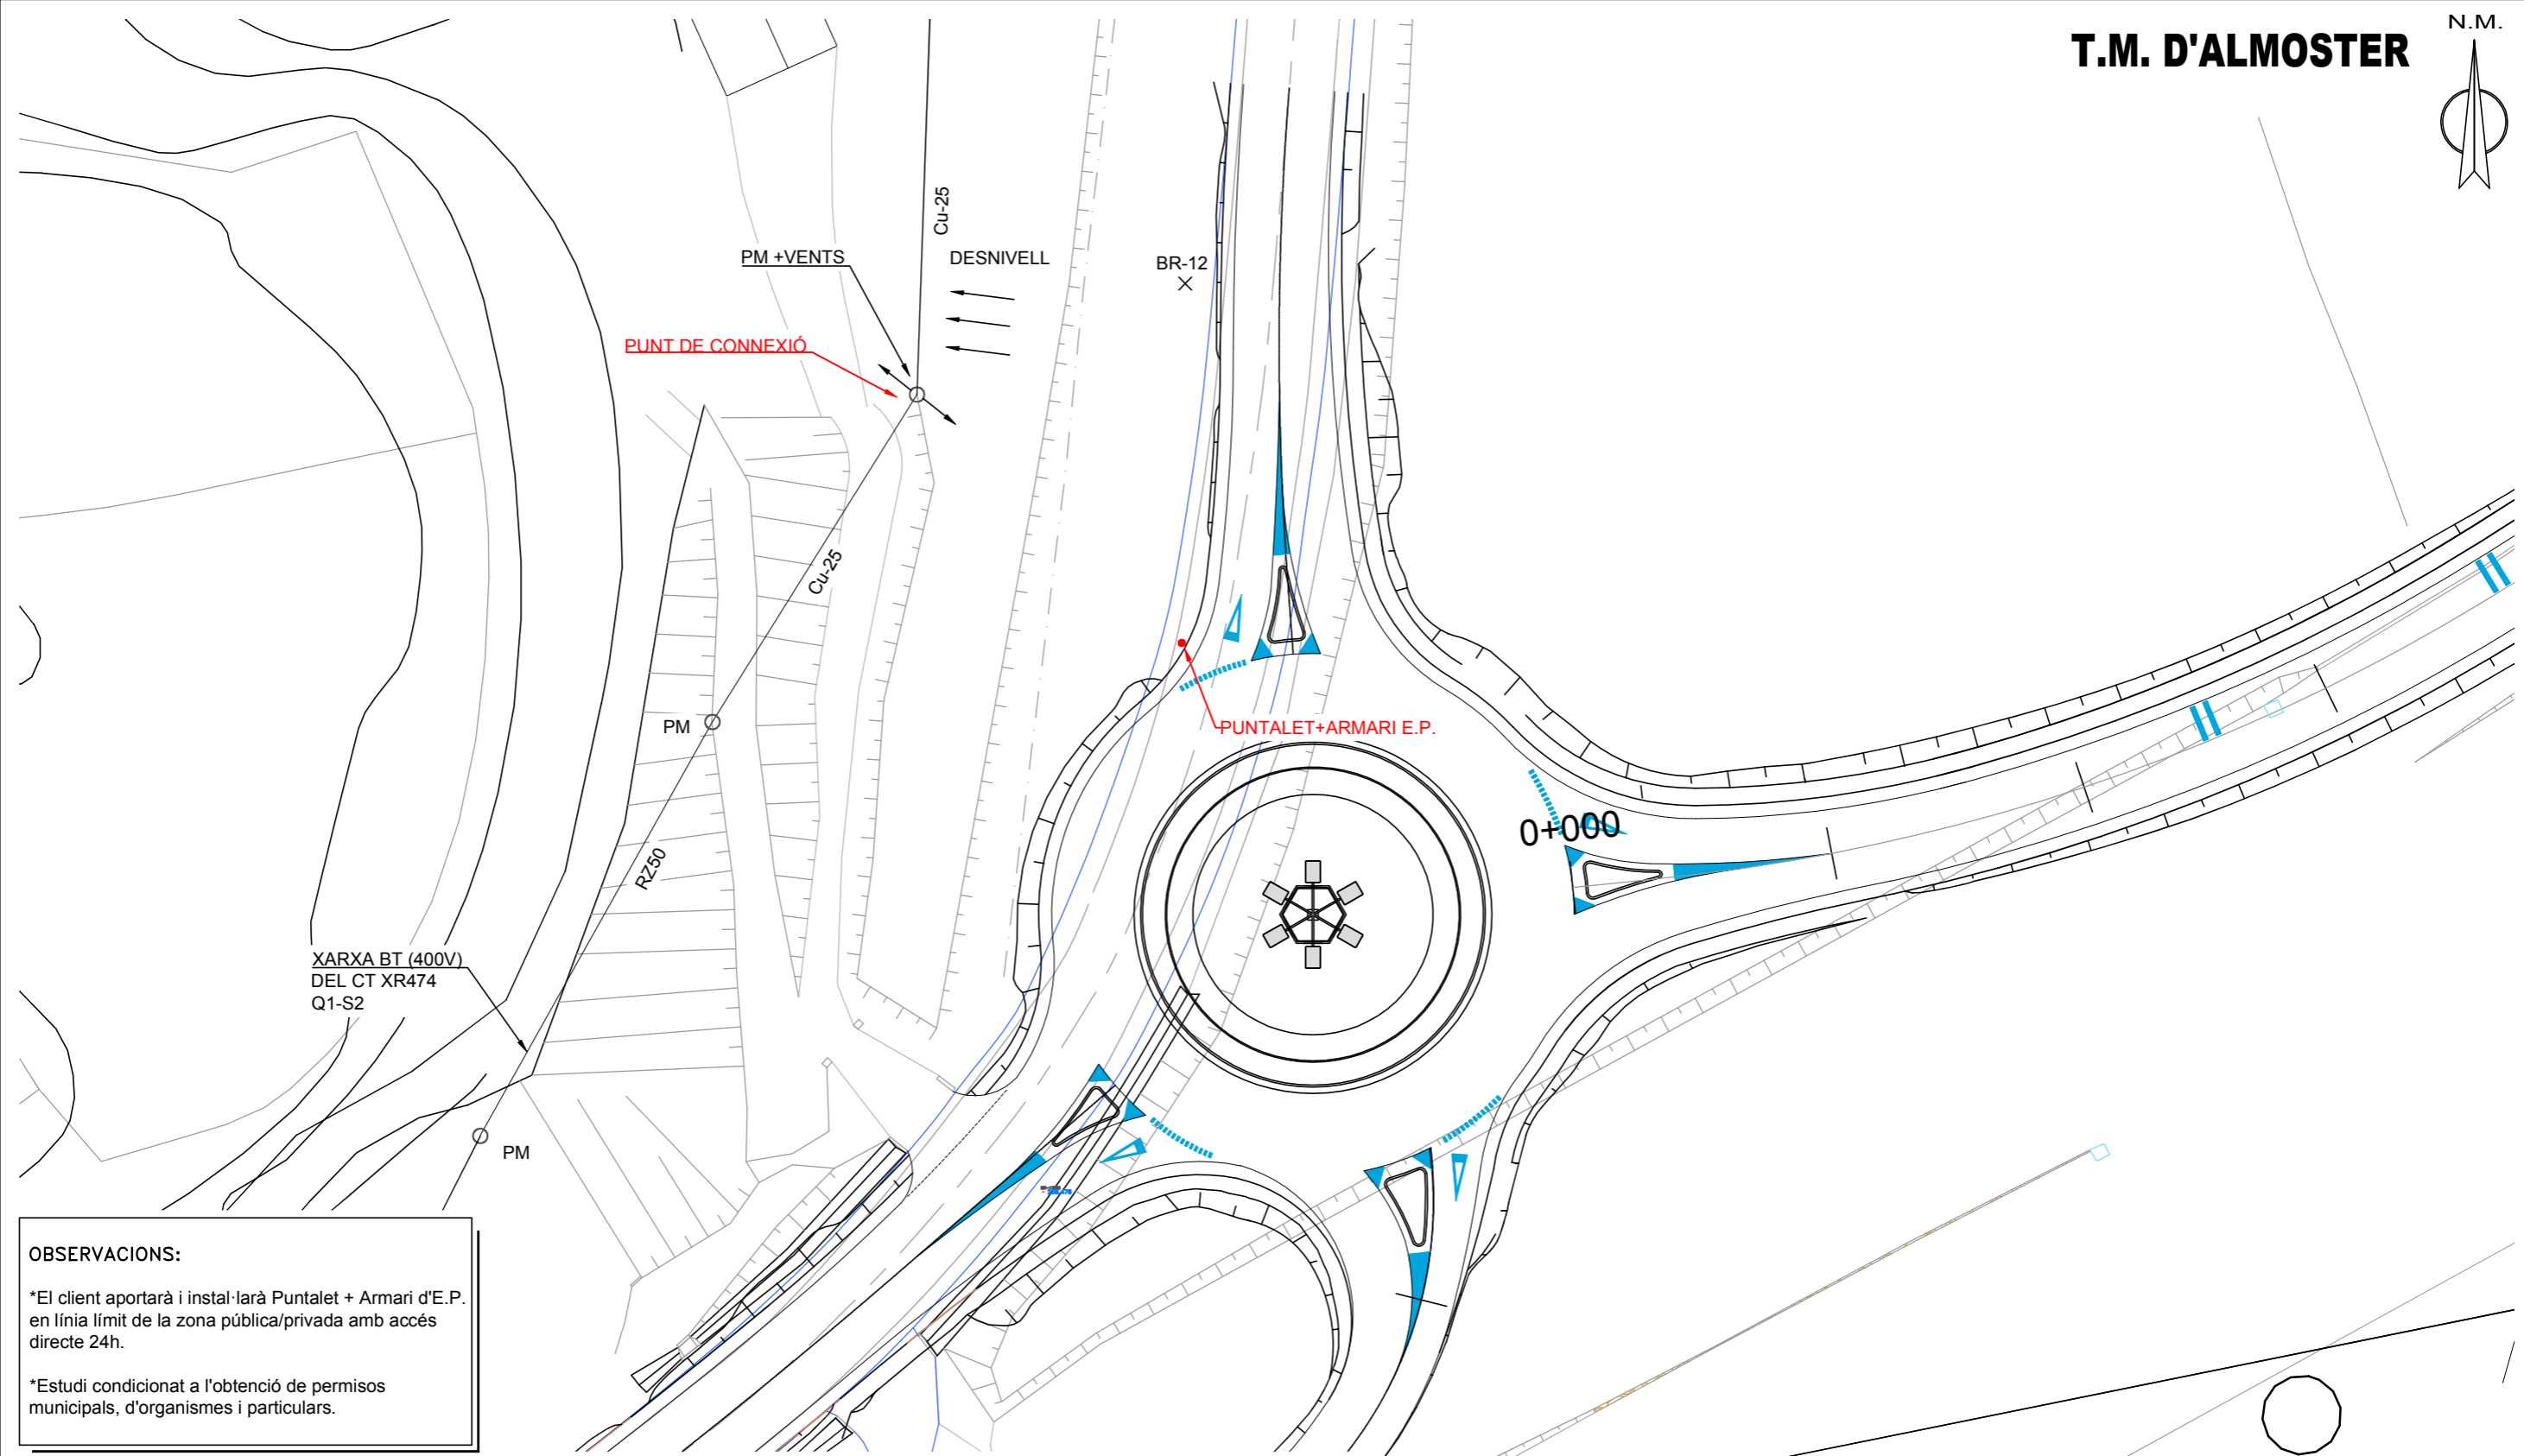 N.M.
T.M. D'ALMOSTER
Cu-25
PM +VENTS
DESNIVELL
BR-12
PUNT DE CONNEXIÓ
Cu-25
PM
PUNTALET+ARMARI E.P.
0+000
RZ50
XARXA BT (400V)
DEL CT XR474
Q1-S2
PM
OBSERVACIONS:
*El client aportarà i instal·larà Puntalet + Armari d'E.P.
en línia límit de la zona pública/privada amb accés
directe 24h.
*Estudi condicionat a l'obtenció de permisos
municipals, d'organismes i particulars.